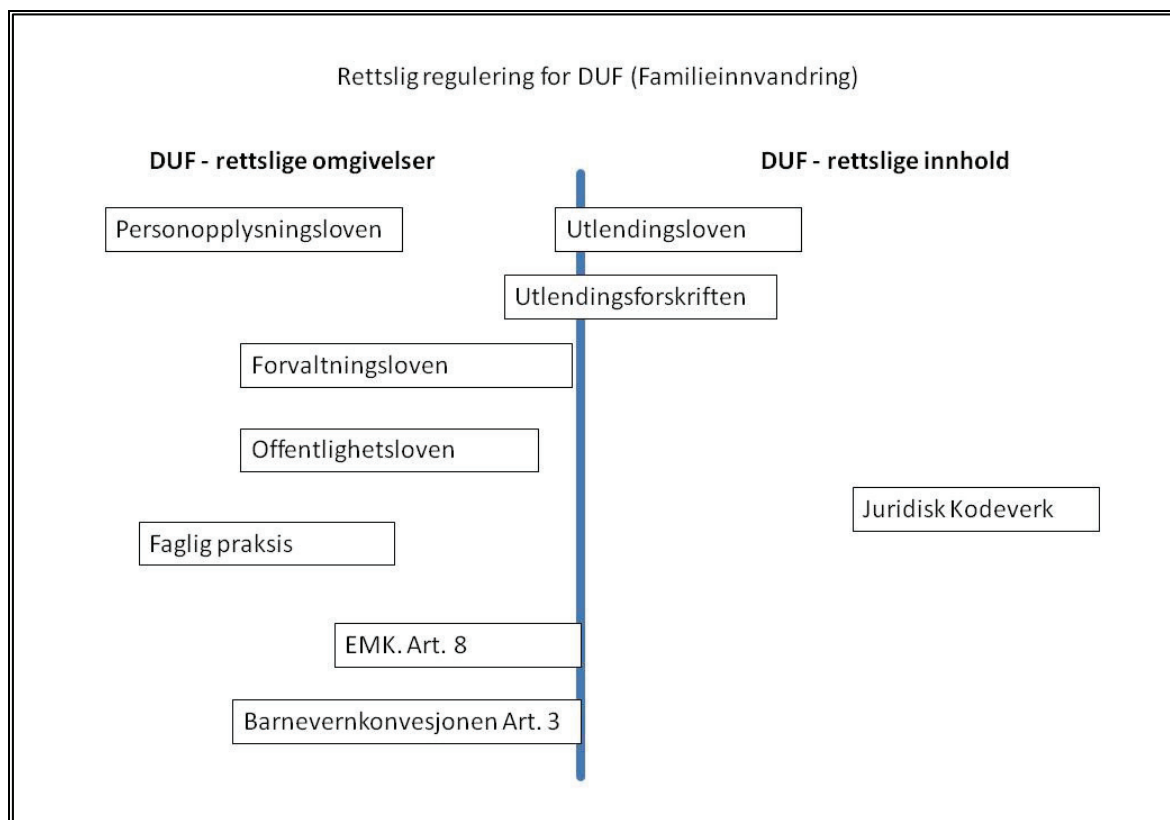 Rettslig regulering for DUF (Familieinnvandring)
DUF - rettslige omgivelser
DUF - rettslige innhold
Personopplysningsloven
Utlendingsloven
Utlendingsforskriften
Forvaltningsloven
Offentlighetsloven
Juridisk Kodeverk
Faglig praksis
EMK. Art. 8
Barnevernkonvesjonen Art. 3